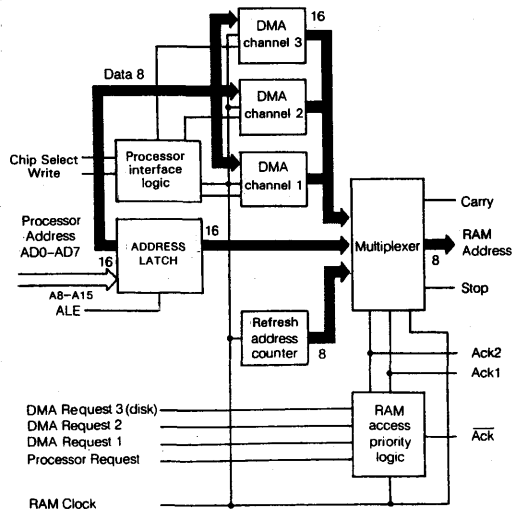 DMA
channel 3
16
Data 8
DMA
channel 2
Chip Select
Write
Processor
interface
logic
DMA
channel 1
Processor
Address
AD0–AD7
16
ADDRESS
LATCH
16
A8–A15
ALE
Multiplexer
Carry
RAM
Address
8
Stop
Refresh
address
counter
8
Ack2
Ack1
DMA Request 3 (disk)
DMA Request 2
DMA Request 1
Processor Request
RAM
access
priority
logic
Ack
RAM Clock